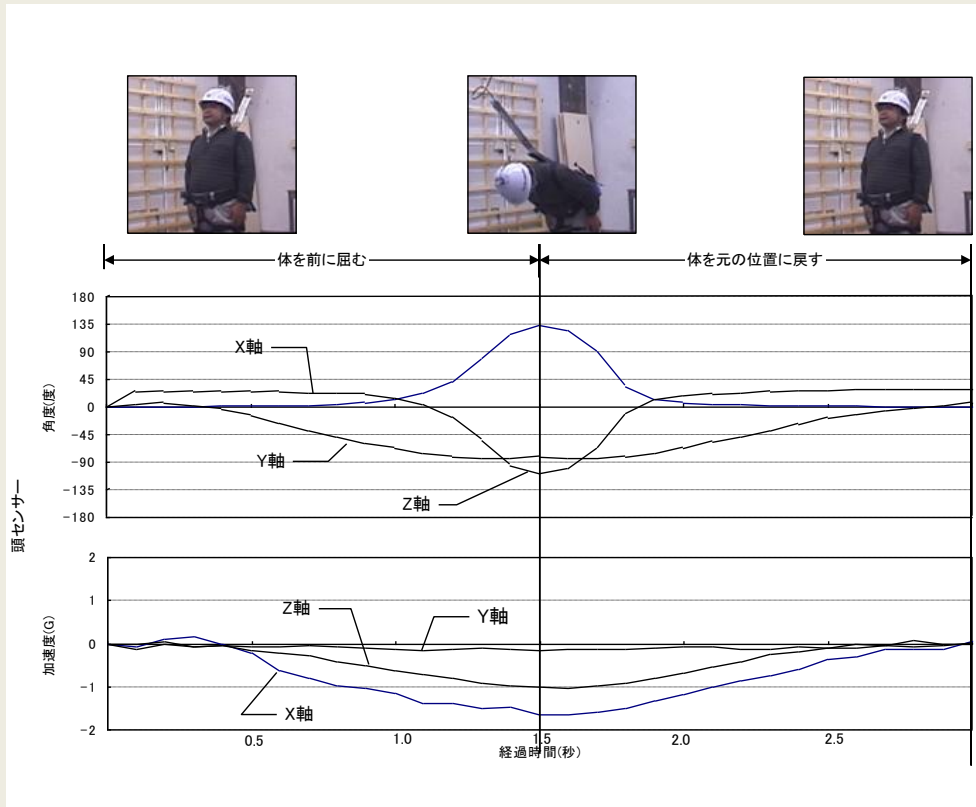 体を前に屈む
体を元の位置に戻す
180
135
90
45
0
-45
-90
-135
-180
角度(度)
X軸
Y軸
Z軸
頭センサー
2
1
0
-1
-2
加速度(G)
Z軸
Y軸
X軸
0.5
1.0
1.5
2.0
2.5
経過時間(秒)